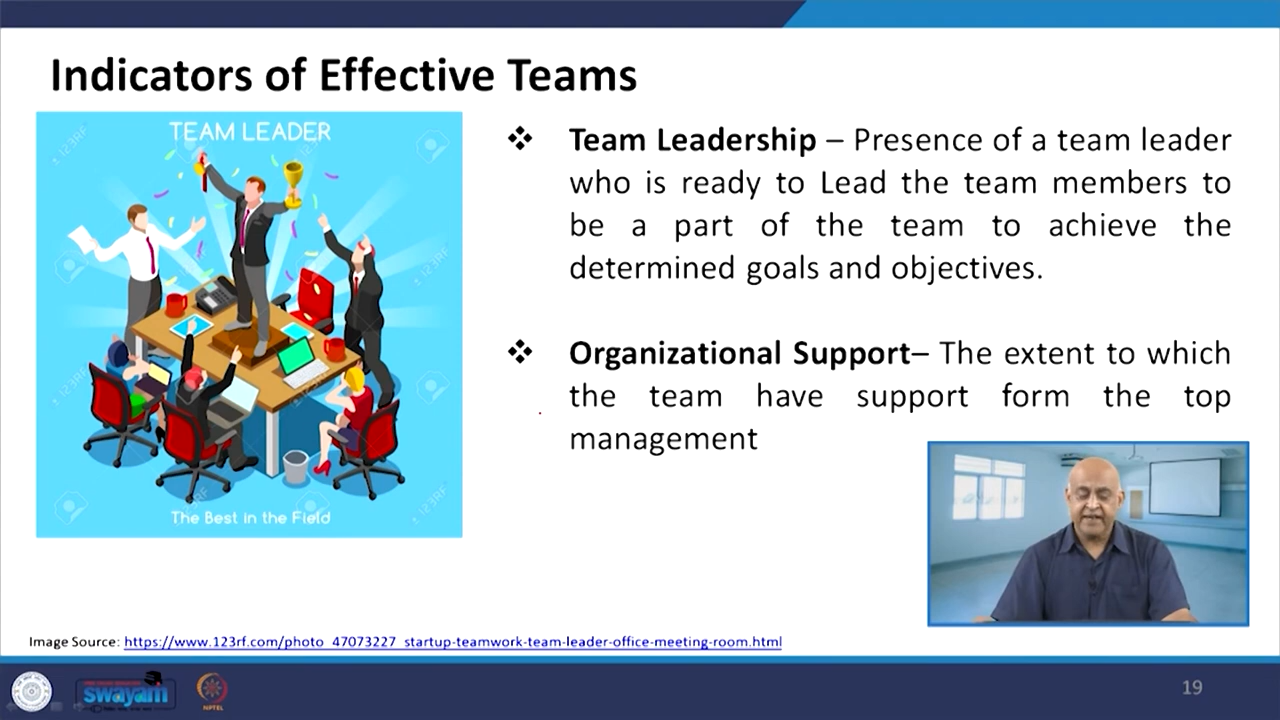 Indicators of Effective Teams
TEAM LEADER
The Best in the Field
❖ Team Leadership – Presence of a team leader
who is ready to Lead the team members to
be a part of the team to achieve the
determined goals and objectives.
❖ Organizational Support– The extent to which
the team have support form the top
management
Image Source: https://www.123rf.com/photo_47073227_startup-teamwork-team-leader-office-meeting-room.html
swayam
NPTEL
19